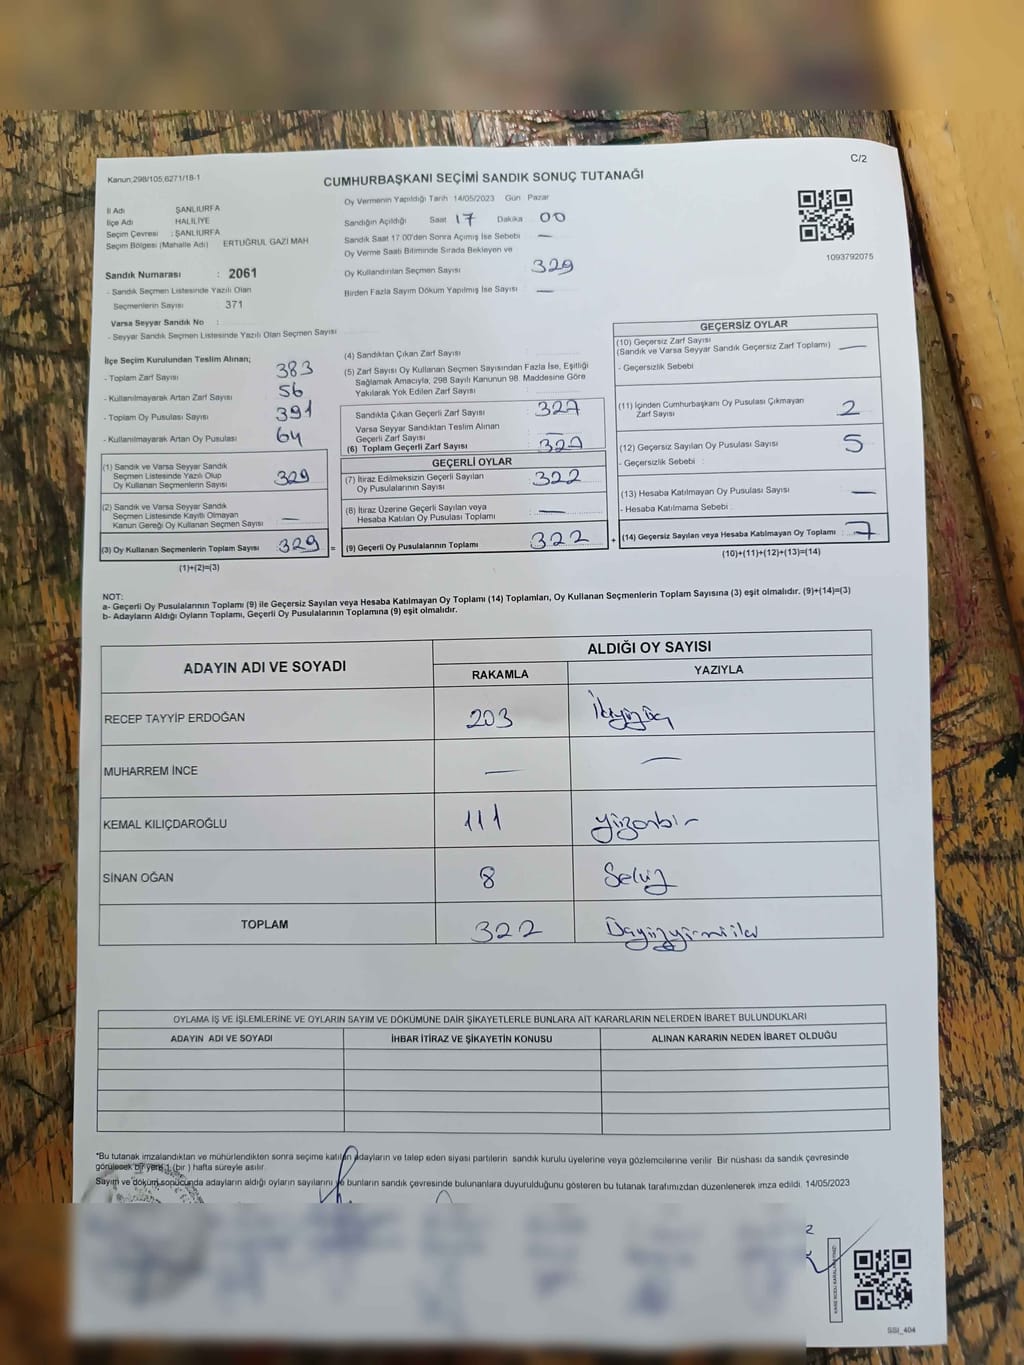 C/2
Kanun;298/105,6271/18-1
CUMHURBAŞKANI SEÇİMİ SANDIK SONUÇ TUTANAĞI
İl Adı ŞANLIURFA
İlçe Adı HALİLİYE
Seçim Çevresi : ŞANLIURFA
Seçim Bölgesi (Mahalle Adı) ERTUĞRUL GAZİ MAH
Sandık Numarası : 2061
- Sandık Seçmen Listesinde Yazılı Olan
Seçmenlerin Sayısı : 371
Varsa Seyyar Sandık No :
- Seyyar Sandık Seçmen Listesinde Yazılı Olan Seçmen Sayısı
Oy Vermenin Yapıldığı Tarih 14/05/2023 Gün Pazar
Sandığın Açıldığı Saat 17 Dakika 00
Sandık Saat 17:00'den Sonra Açımış İse Sebebi —
Oy Verme Saati Bitiminde Sırada Bekleyen ve
Oy Kullandırılan Seçmen Sayısı : 329
Birden Fazla Sayım Döküm Yapılmış İse Sayısı : —
1093792075
İlçe Seçim Kurulundan Teslim Alınan;
- Toplam Zarf Sayısı 383
- Kullanılmayarak Artan Zarf Sayısı 56
- Toplam Oy Pusulası Sayısı 391
- Kullanılmayarak Artan Oy Pusulası 64
(1) Sandık ve Varsa Seyyar Sandık
Seçmen Listesinde Yazılı Olup
Oy Kullanan Seçmenlerin Sayısı 329
(2) Sandık ve Varsa Seyyar Sandık
Seçmen Listesinde Kayıtlı Olmayan
Kanun Gereği Oy Kullanan Seçmen Sayısı —
(3) Oy Kullanan Seçmenlerin Toplam Sayısı 329 =
(1)+(2)=(3)
(4) Sandıktan Çıkan Zarf Sayısı :
(5) Zarf Sayısı Oy Kullanan Seçmen Sayısından Fazla İse, Eşitliği
Sağlamak Amacıyla, 298 Sayılı Kanunun 98. Maddesine Göre
Yakılarak Yok Edilen Zarf Sayısı :
Sandıkta Çıkan Geçerli Zarf Sayısı : 327
Varsa Seyyar Sandıktan Teslim Alınan
Geçerli Zarf Sayısı : —
(6) Toplam Geçerli Zarf Sayısı : 327
GEÇERLİ OYLAR
(7) İtiraz Edilmeksizin Geçerli Sayılan
Oy Pusulalarının Sayısı : 322
(8) İtiraz Üzerine Geçerli Sayılan veya
Hesaba Katılan Oy Pusulası Toplamı : —
(9) Geçerli Oy Pusulalarının Toplamı : 322 +
GEÇERSİZ OYLAR
(10) Geçersiz Zarf Sayısı
(Sandık ve Varsa Seyyar Sandık Geçersiz Zarf Toplamı) —
- Geçersizlik Sebebi
(11) İçinden Cumhurbaşkanı Oy Pusulası Çıkmayan
Zarf Sayısı 2
(12) Geçersiz Sayılan Oy Pusulası Sayısı 5
- Geçersizlik Sebebi :
(13) Hesaba Katılmayan Oy Pusulası Sayısı —
- Hesaba Katılmama Sebebi :
(14) Geçersiz Sayılan veya Hesaba Katılmayan Oy Toplamı : 7
(10)+(11)+(12)+(13)=(14)
NOT:
a- Geçerli Oy Pusulalarının Toplamı (9) ile Geçersiz Sayılan veya Hesaba Katılmayan Oy Toplamı (14) Toplamları, Oy Kullanan Seçmenlerin Toplam Sayısına (3) eşit olmalıdır. (9)+(14)=(3)
b- Adayların Aldığı Oyların Toplamı, Geçerli Oy Pusulalarının Toplamına (9) eşit olmalıdır.
ADAYIN ADI VE SOYADI ALDIĞI OY SAYISI
RAKAMLA YAZIYLA
RECEP TAYYİP ERDOĞAN 203 İkiyüzüç
MUHARREM İNCE — —
KEMAL KILIÇDAROĞLU 111 yüzonbir
SİNAN OĞAN 8 Sekiz
TOPLAM 322 Üçyüzyirmiiki
OYLAMA İŞ VE İŞLEMLERİNE VE OYLARIN SAYIM VE DÖKÜMÜNE DAİR ŞİKAYETLERLE BUNLARA AİT KARARLARIN NELERDEN İBARET BULUNDUKLARI
ADAYIN ADI VE SOYADI İHBAR İTİRAZ VE ŞİKAYETİN KONUSU ALINAN KARARIN NEDEN İBARET OLDUĞU
*Bu tutanak imzalandıktan ve mühürlendikten sonra seçime katılan adayların ve talep eden siyasi partilerin sandık kurulu üyelerine veya gözlemcilerine verilir. Bir nüshası da sandık çevresinde
görülecek bir yere 1 (bir ) hafta süreyle asılır.
Sayım ve döküm sonucunda adayların aldığı oyların sayılarını ve bunların sandık çevresinde bulunanlara duyurulduğunu gösteren bu tutanak tarafımızdan düzenlenerek imza edildi. 14/05/2023
SSI_404